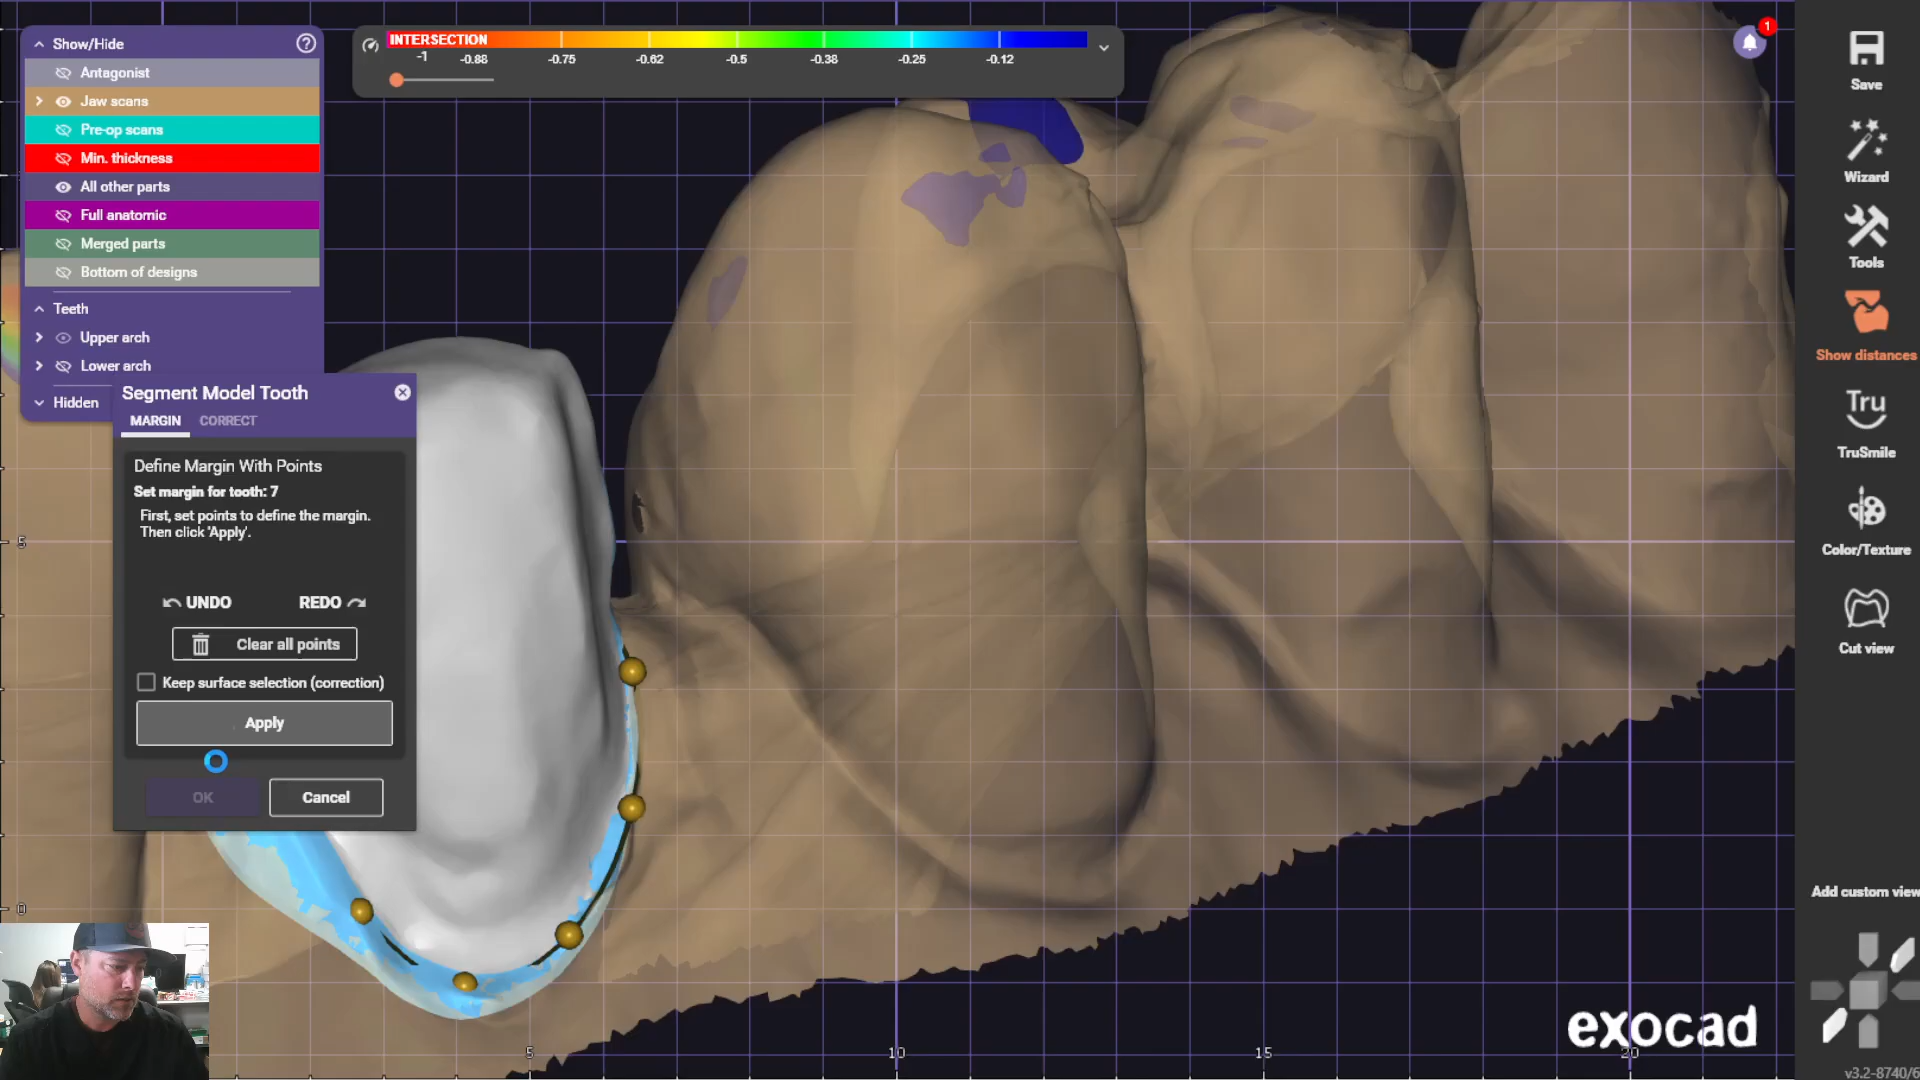 Show/Hide
Antagonist
Jaw scans
Pre-op scans
Min. thickness
All other parts
Full anatomic
Merged parts
Bottom of designs
Teeth
Upper arch
Lower arch
Hidden
INTERSECTION
-1 -0.88 -0.75 -0.62 -0.5 -0.38 -0.25 -0.12
Segment Model Tooth
MARGIN CORRECT
Define Margin With Points
Set margin for tooth: 7
First, set points to define the margin.
Then click 'Apply'.
UNDO REDO
Clear all points
Keep surface selection (correction)
Apply
OK Cancel
5
0
5 10 15 20
1
Save
Wizard
Tools
Show distances
Tru
TruSmile
Color/Texture
Cut view
Add custom view
exocad
v3.2-8740/6